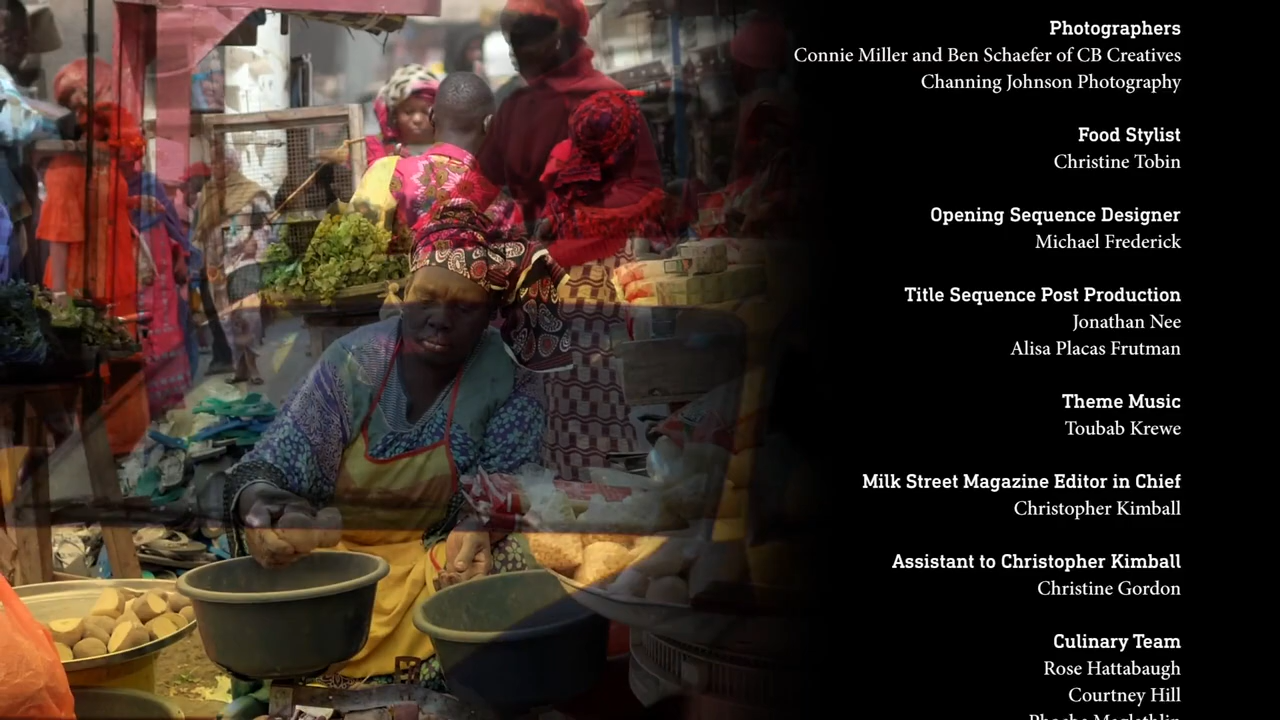 Photographers
Connie Miller and Ben Schaefer of CB Creatives
Channing Johnson Photography
Food Stylist
Christine Tobin
Opening Sequence Designer
Michael Frederick
Title Sequence Post Production
Jonathan Nee
Alisa Placas Frutman
Theme Music
Toubab Krewe
Milk Street Magazine Editor in Chief
Christopher Kimball
Assistant to Christopher Kimball
Christine Gordon
Culinary Team
Rose Hattabaugh
Courtney Hill